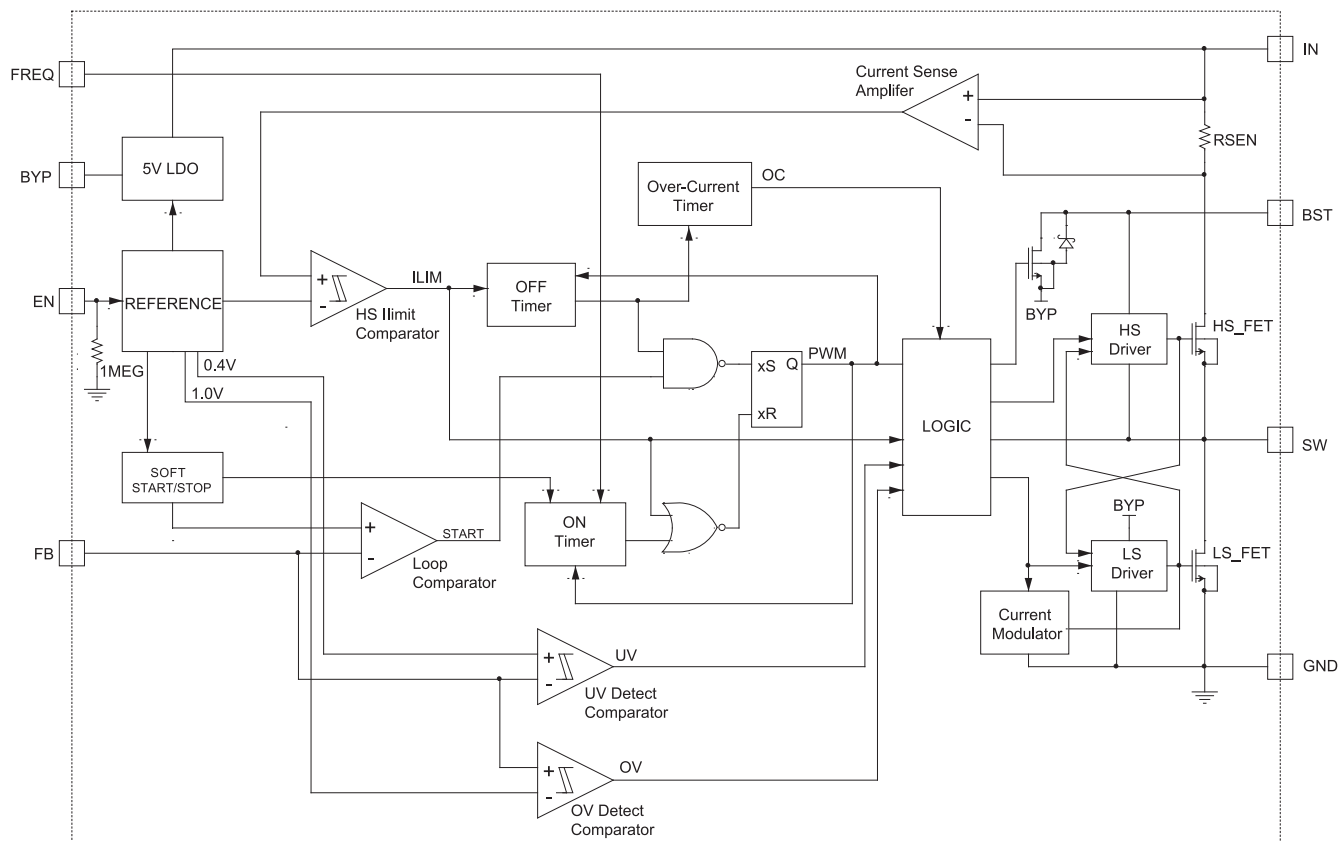 IN
FREQ
Current Sense
Amplifer
+
-
RSEN
5V LDO
BYP
Over-Current
Timer
OC
BST
REFERENCE
EN
+
-
ILIM
HS Ilimit
Comparator
OFF
Timer
BYP
HS
Driver
HS_FET
1MEG
0.4V
1.0V
xS Q
xR
PWM
LOGIC
SW
SOFT
START/STOP
+
-
START
Loop
Comparator
ON
Timer
FB
BYP
LS
Driver
LS_FET
Current
Modulator
+
-
UV
UV Detect
Comparator
GND
+
-
OV
OV Detect
Comparator